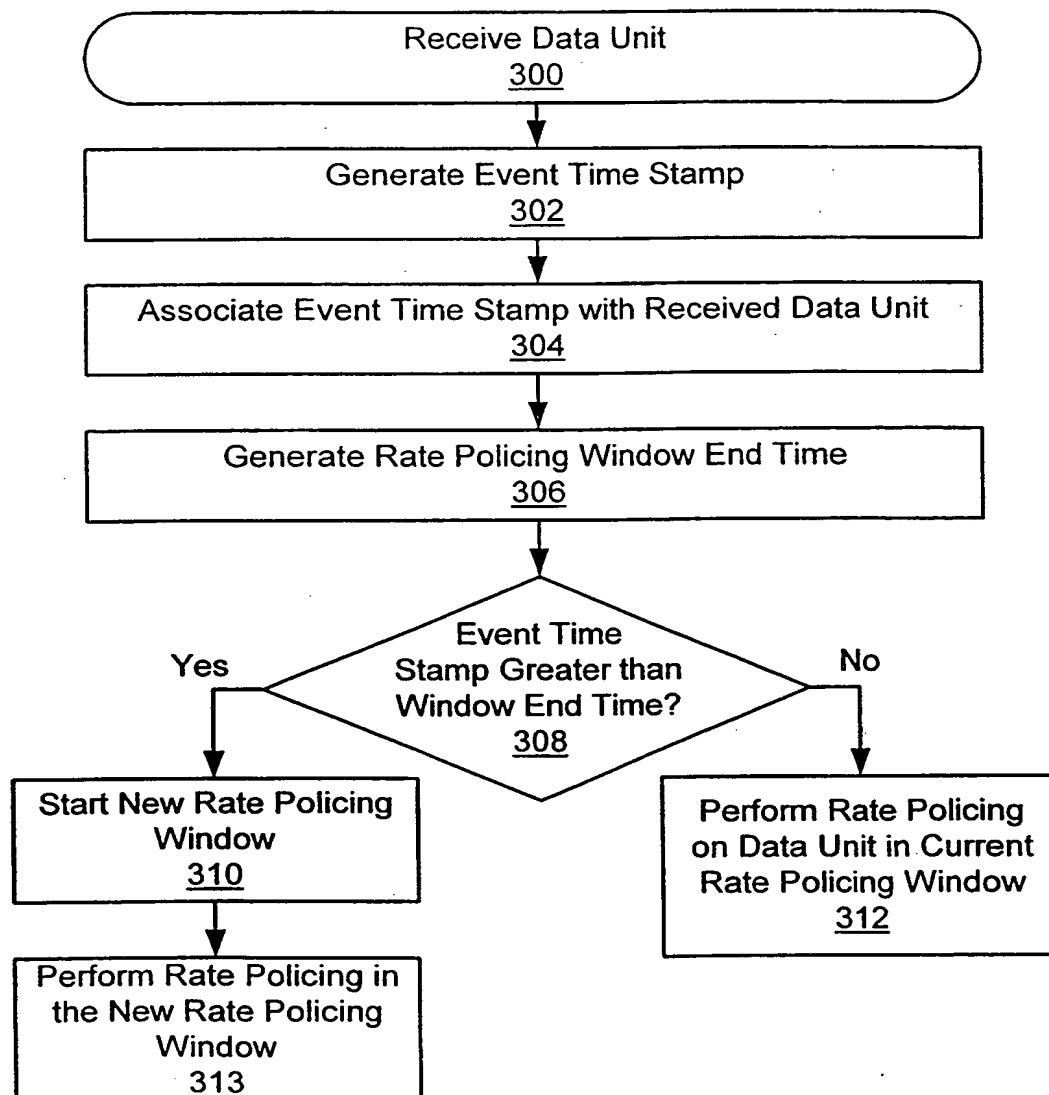 Receive Data Unit
300
Generate Event Time Stamp
302
Associate Event Time Stamp with Received Data Unit
304
Generate Rate Policing Window End Time
306
Event Time
Stamp Greater than
Window End Time?
308
Yes
No
Start New Rate Policing
Window
310
Perform Rate Policing
on Data Unit in Current
Rate Policing Window
312
Perform Rate Policing in
the New Rate Policing
Window
313